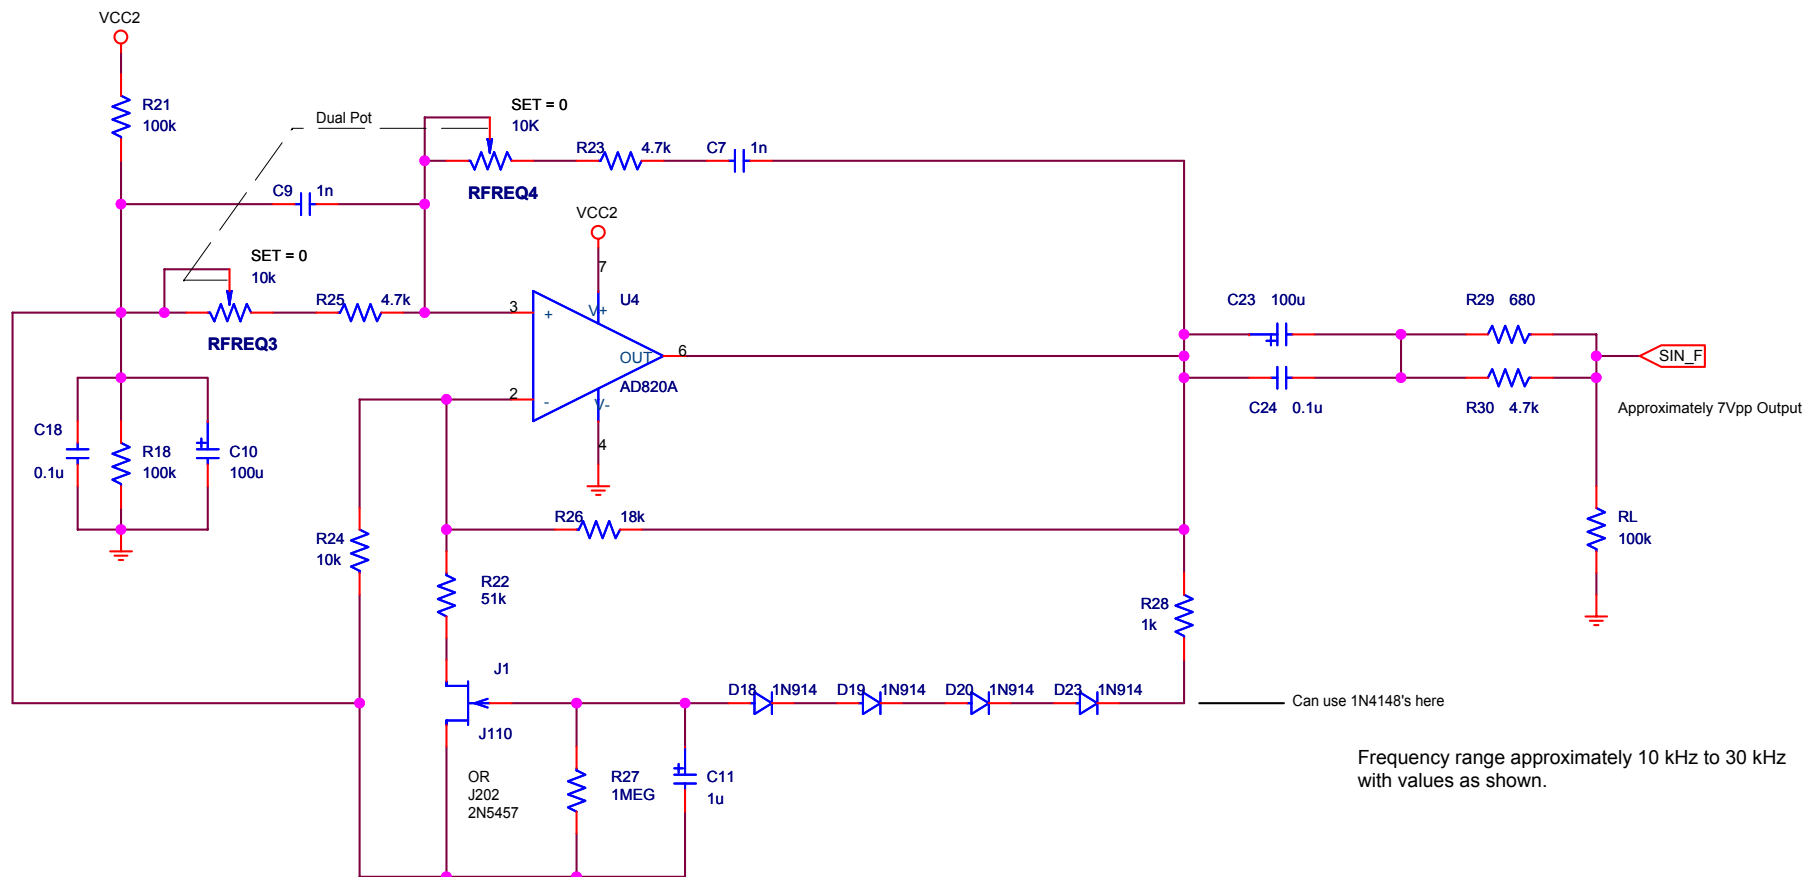 VCC2
R21
100k
Dual Pot
SET = 0
10K
R23
4.7k
C7
1n
RFREQ4
C9
1n
VCC2
7
SET = 0
10k
R25
4.7k
RFREQ3
3
+
V+
U4
OUT
6
AD820A
2
-
V-
4
C23
100u
+
R29
680
SIN_F
C24
0.1u
R30
4.7k
Approximately 7Vpp Output
C18
0.1u
R18
100k
+
C10
100u
R26
18k
R24
10k
R22
51k
RL
100k
R28
1k
J1
J110
OR
J202
2N5457
D18
1N914
D19
1N914
D20
1N914
D23
1N914
Can use 1N4148's here
R27
1MEG
+
C11
1u
Frequency range approximately 10 kHz to 30 kHz
with values as shown.